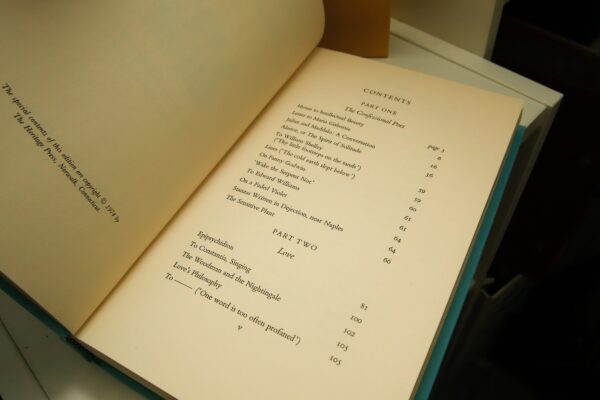 The special contents of this edition are copyright © 1974 by
The Heritage Press, Norwalk, Connecticut
CONTENTS
PART ONE
The Confessional Poet
Hymn to Intellectual Beauty page 3
Letter to Maria Gisborne 8
Julian and Maddalo: A Conversation 16
Alastor, or The Spirit of Solitude 36
To William Shelley
("The little footsteps on the sands") 59
Lines ("The cold earth slept below") 59
On Fanny Godwin 60
"Wake the Serpent Not" 61
To Edward Williams 61
On a Faded Violet 64
Stanzas Written in Dejection, near Naples 64
The Sensitive Plant 66
PART TWO
Love
Epipsychidion 81
To Constantia, Singing 100
The Woodman and the Nightingale 102
Love's Philosophy 105
To —— ("One word is too often profaned") 105
v